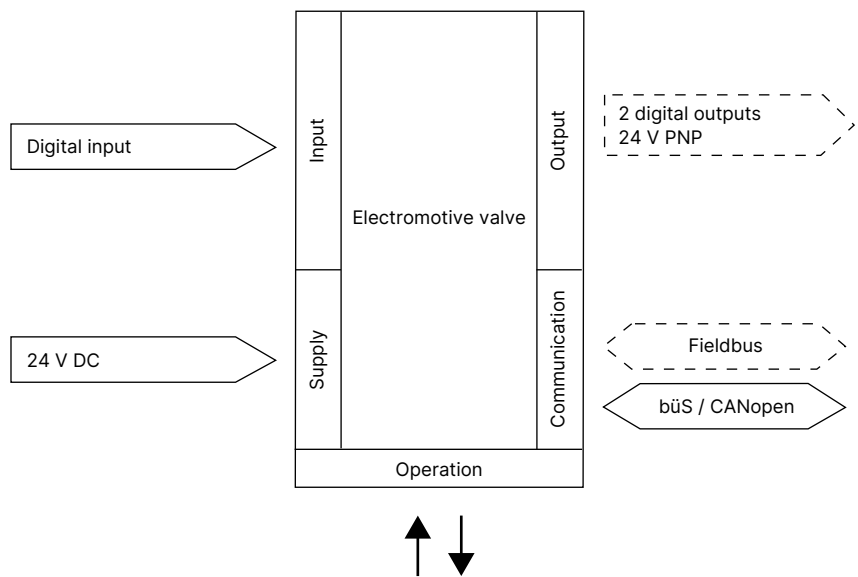 2 digital outputs
24 V PNP
Digital input
Input
Output
Electromotive valve
Supply
Communication
24 V DC
Fieldbus
büS / CANopen
Operation